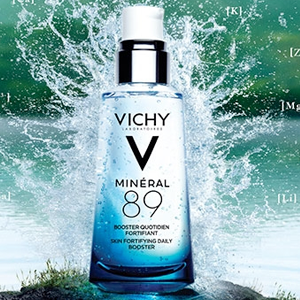 [K]
VICHY
LABORATOIRES
V
MINÉRAL
89
BOOSTER QUOTIDIEN
FORTIFIANT
SKIN FORTIFYING DAILY
BOOSTER